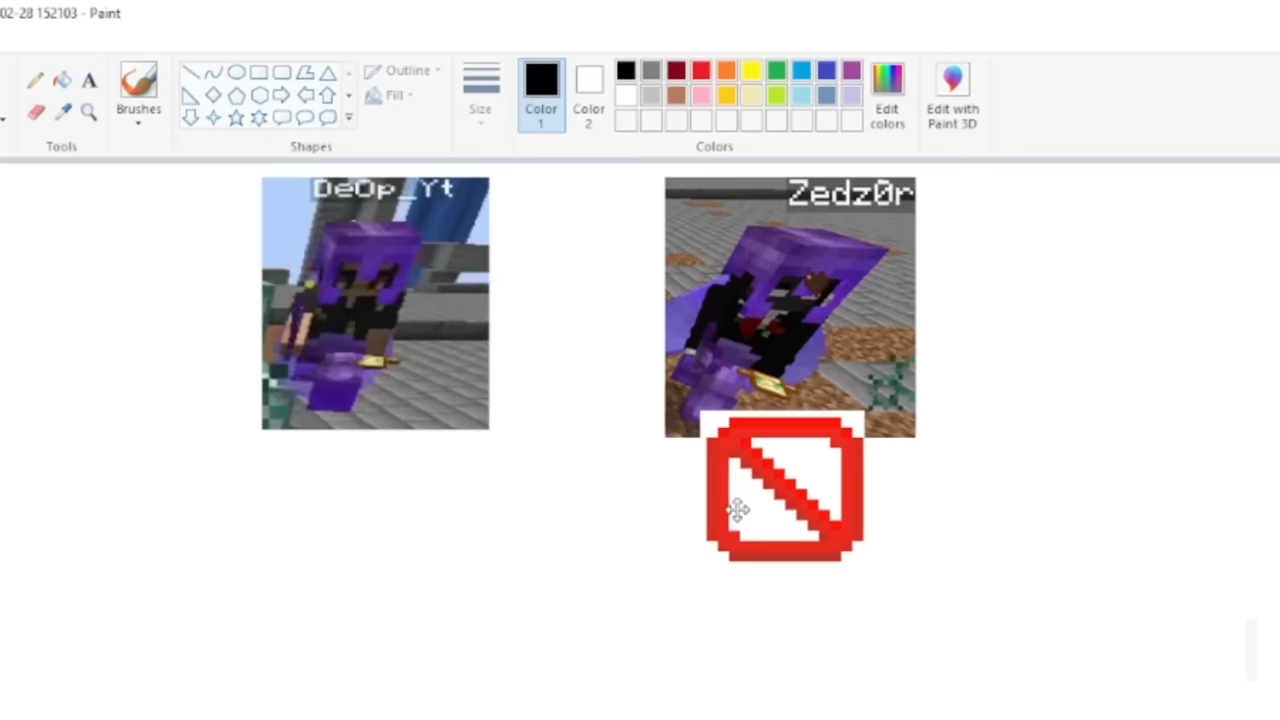 02-28 152103 - Paint
A
Outline
Fill
Brushes
Size
Color
1
Color
2
Edit
colors
Edit with
Paint 3D
Tools
Shapes
Colors
DeOp_Yt
Zedz0r